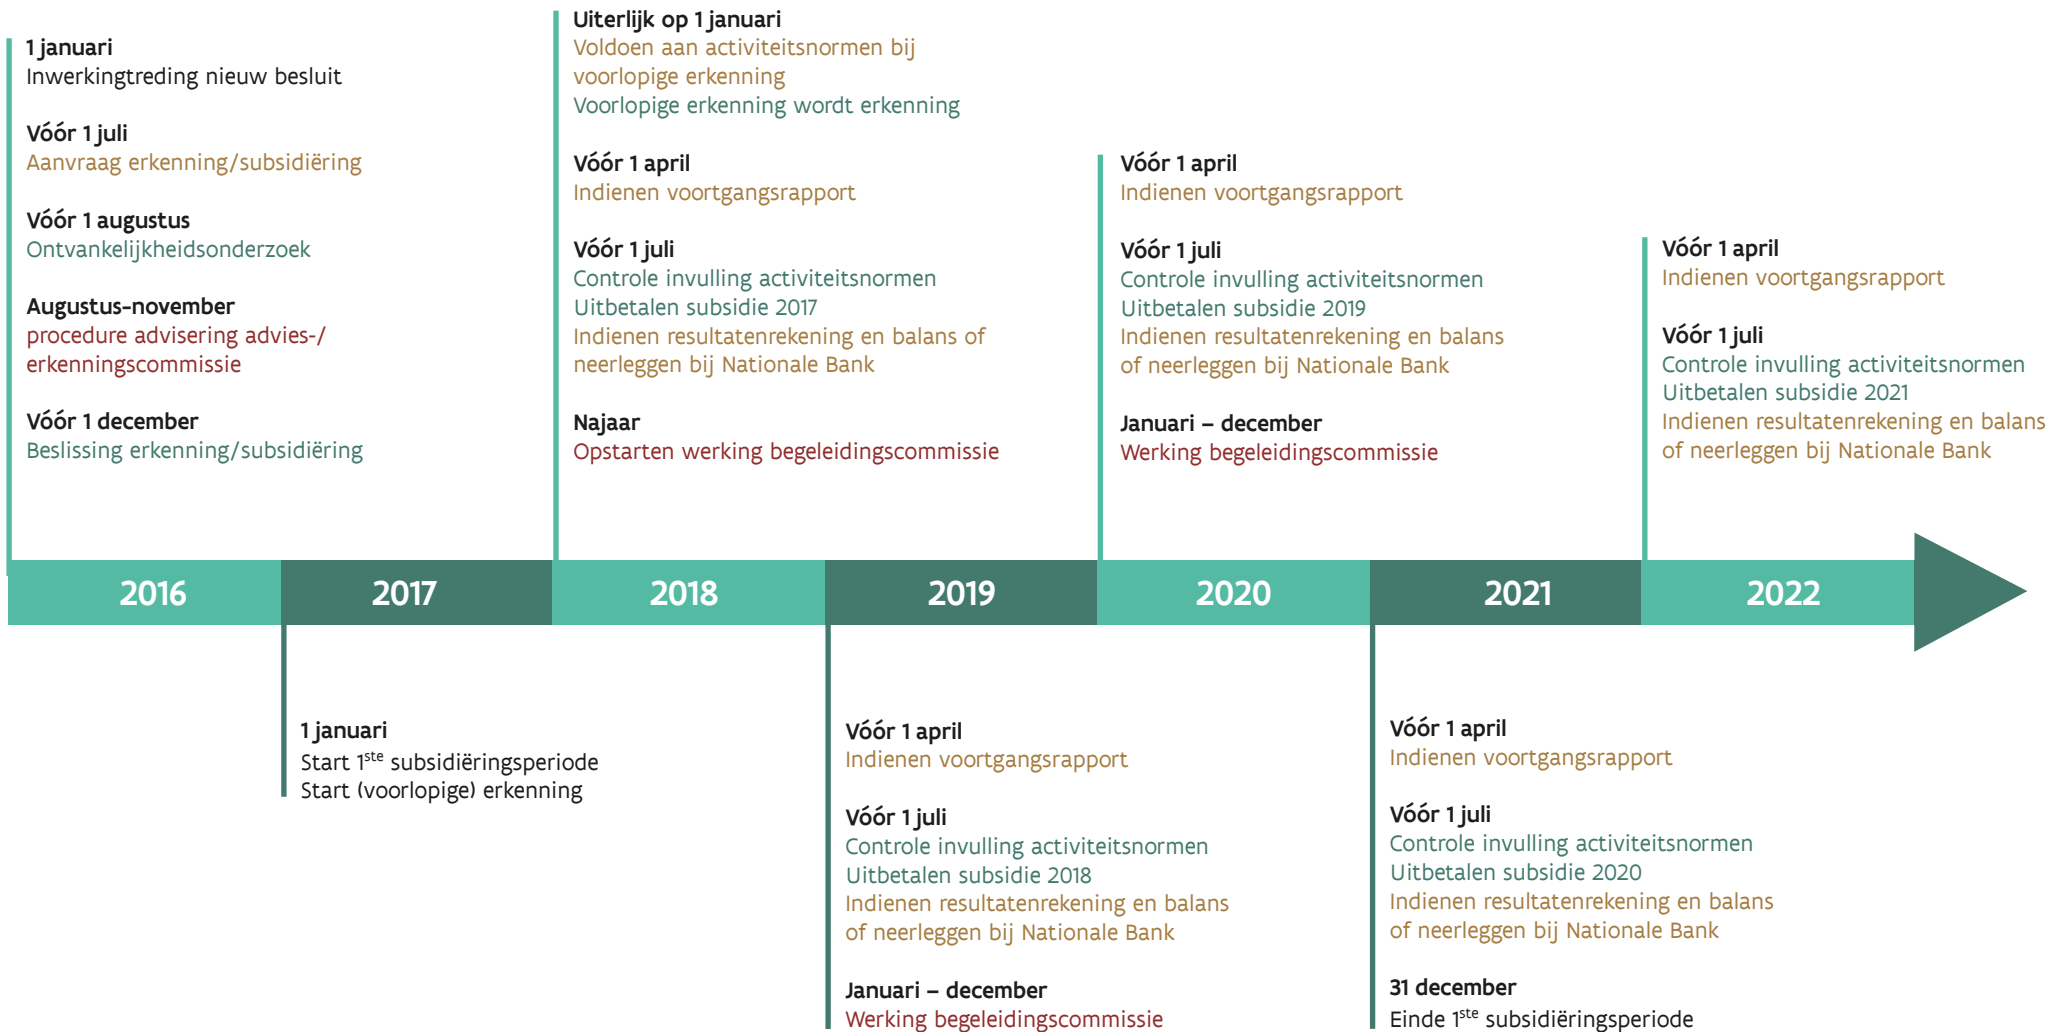 1 januari
Inwerkingtreding nieuw besluit
Vóór 1 juli
Aanvraag erkenning/subsidiëring
Vóór 1 augustus
Ontvankelijkheidsonderzoek
Augustus-november
procedure advisering advies-/
erkenningscommissie
Vóór 1 december
Beslissing erkenning/subsidiëring
Uiterlijk op 1 januari
Voldoen aan activiteitsnormen bij
voorlopige erkenning
Voorlopige erkenning wordt erkenning
Vóór 1 april
Indienen voortgangsrapport
Vóór 1 juli
Controle invulling activiteitsnormen
Uitbetalen subsidie 2017
Indienen resultatenrekening en balans of
neerleggen bij Nationale Bank
Najaar
Opstarten werking begeleidingscommissie
Vóór 1 april
Indienen voortgangsrapport
Vóór 1 juli
Controle invulling activiteitsnormen
Uitbetalen subsidie 2019
Indienen resultatenrekening en balans
of neerleggen bij Nationale Bank
Januari – december
Werking begeleidingscommissie
Vóór 1 april
Indienen voortgangsrapport
Vóór 1 juli
Controle invulling activiteitsnormen
Uitbetalen subsidie 2021
Indienen resultatenrekening en balans
of neerleggen bij Nationale Bank
2016
2017
2018
2019
2020
2021
2022
1 januari
Start 1ste subsidiëringsperiode
Start (voorlopige) erkenning
Vóór 1 april
Indienen voortgangsrapport
Vóór 1 juli
Controle invulling activiteitsnormen
Uitbetalen subsidie 2018
Indienen resultatenrekening en balans
of neerleggen bij Nationale Bank
Januari – december
Werking begeleidingscommissie
Vóór 1 april
Indienen voortgangsrapport
Vóór 1 juli
Controle invulling activiteitsnormen
Uitbetalen subsidie 2020
Indienen resultatenrekening en balans
of neerleggen bij Nationale Bank
31 december
Einde 1ste subsidiëringsperiode